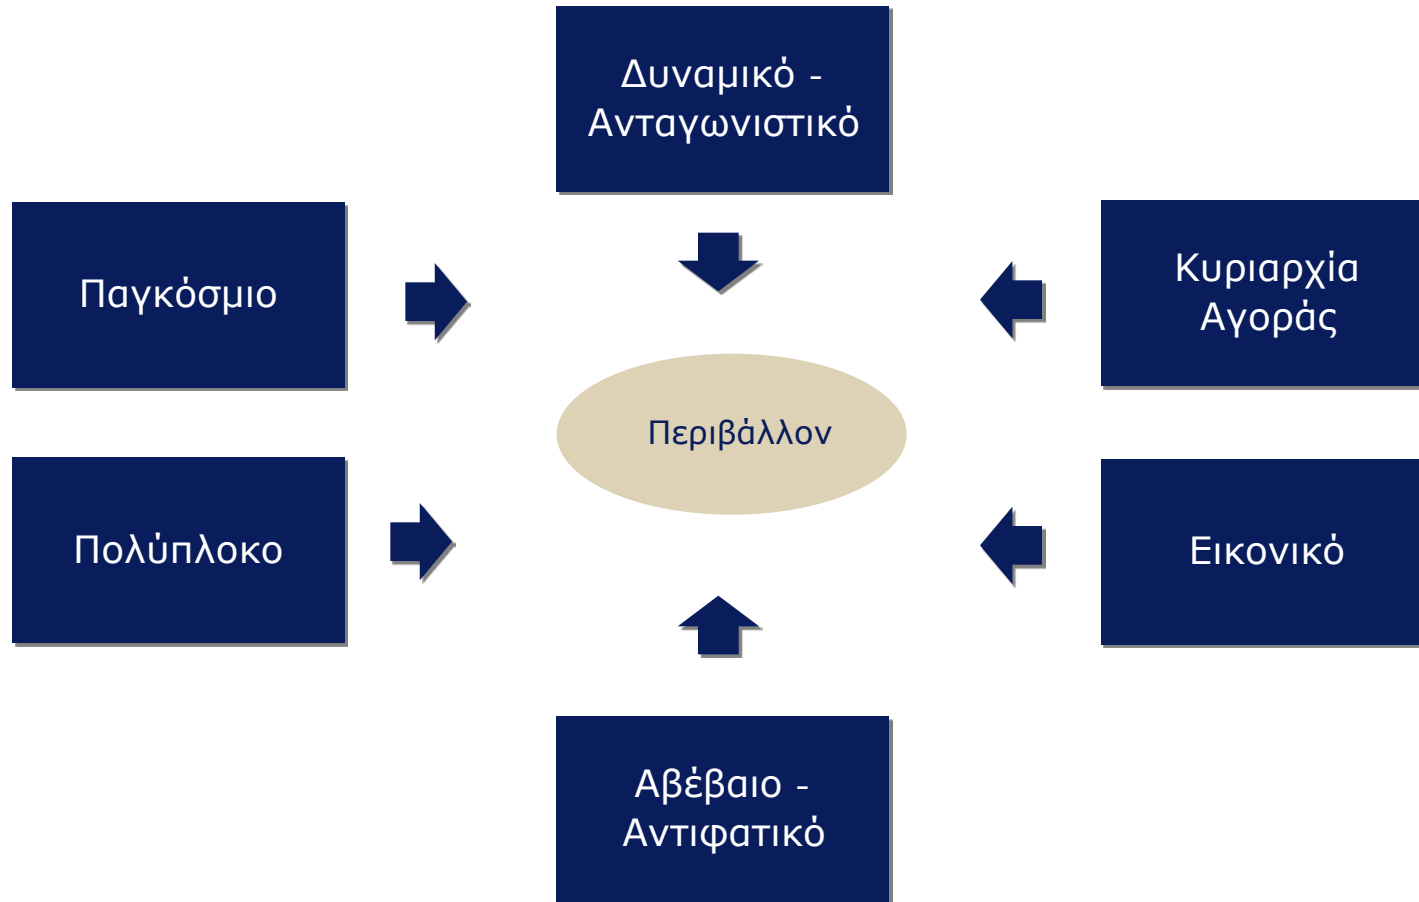 Δυναμικό -
Ανταγωνιστικό
Παγκόσμιο
Κυριαρχία
Αγοράς
Περιβάλλον
Πολύπλοκο
Εικονικό
Αβέβαιο -
Αντιφατικό